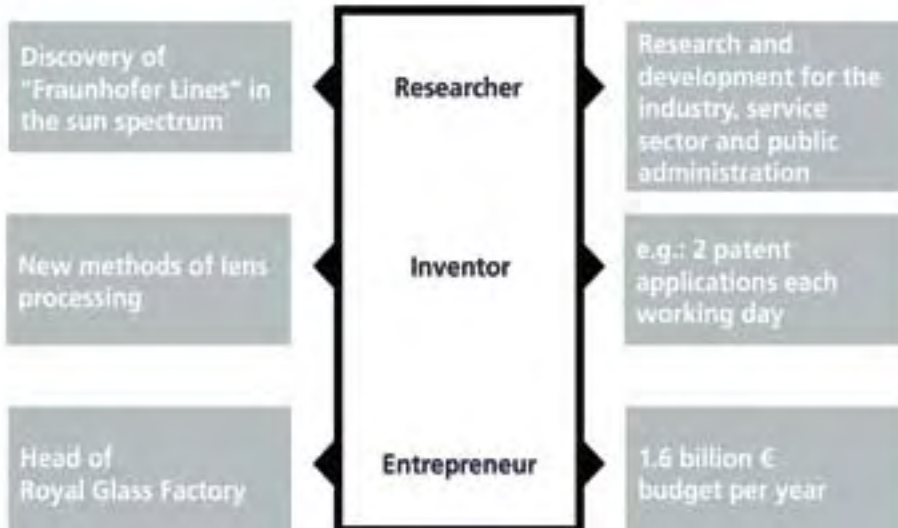 Discovery of
"Fraunhofer Lines" in
the sun spectrum
Researcher
Research and
development for the
industry, service
sector and public
administration
New methods of lens
processing
Inventor
e.g.: 2 patent
applications each
working day
Head of
Royal Glass Factory
Entrepreneur
1.6 billion €
budget per year